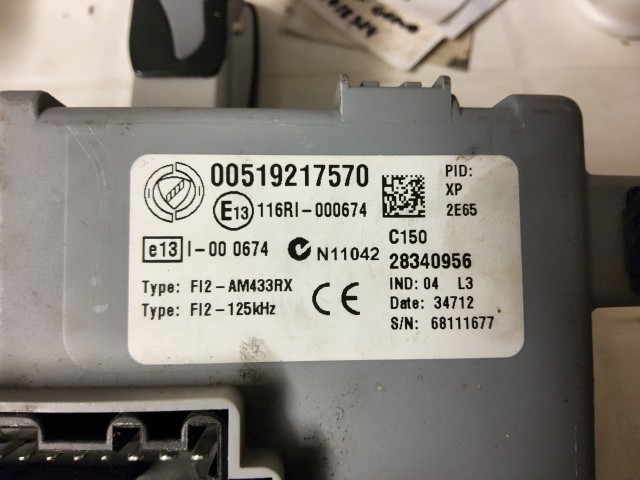 00519217570
E13 116RI-000674
e13 I-00 0674
N11042
Type: FI2-AM433RX
Type: FI2-125kHz
CE
PID:
XP
2E65
C150
28340956
IND: 04 L3
Date: 34712
S/N: 68111677